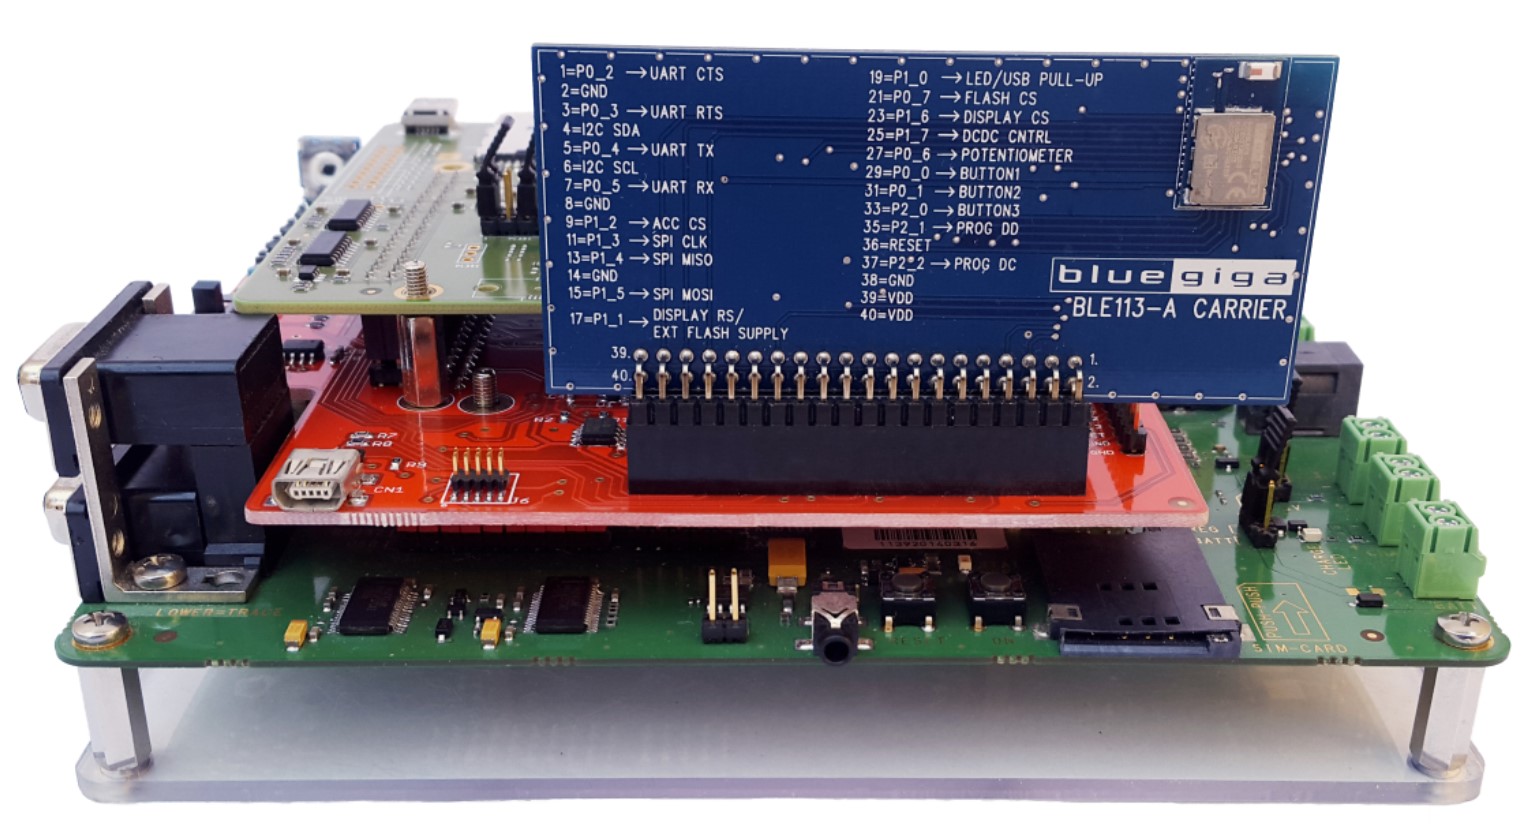 1=P0_2 →UART CTS
2=GND
3=P0_3 →UART RTS
4=I2C SDA
5=P0_4 →UART TX
6=I2C SCL
7=P0_5 →UART RX
8=GND
9=P1_2 →ACC CS
11=P1_3 →SPI CLK
13=P1_4 →SPI MISO
14=GND
15=P1_5 →SPI MOSI
17=P1_1 →DISPLAY RS/
EXT FLASH SUPPLY
19=P1_0 →LED/USB PULL-UP
21=P0_7 →FLASH CS
23=P1_6 →DISPLAY CS
25=P1_7 →DCDC CNTRL
27=P0_6 →POTENTIOMETER
29=P0_0 →BUTTON1
31=P0_1 →BUTTON2
33=P2_0 →BUTTON3
35=P2_1 →PROG DD
36=RESET
37=P2_2 →PROG DC
38=GND
39=VDD
40=VDD
bluegiga
BLE113-A CARRIER
39. 1.
40. 2.
R7
R8
R9
CN1
J6
GND
GND
LOWER=TRACE
RESET
ON
PUSH-PUSH
SIM-CARD